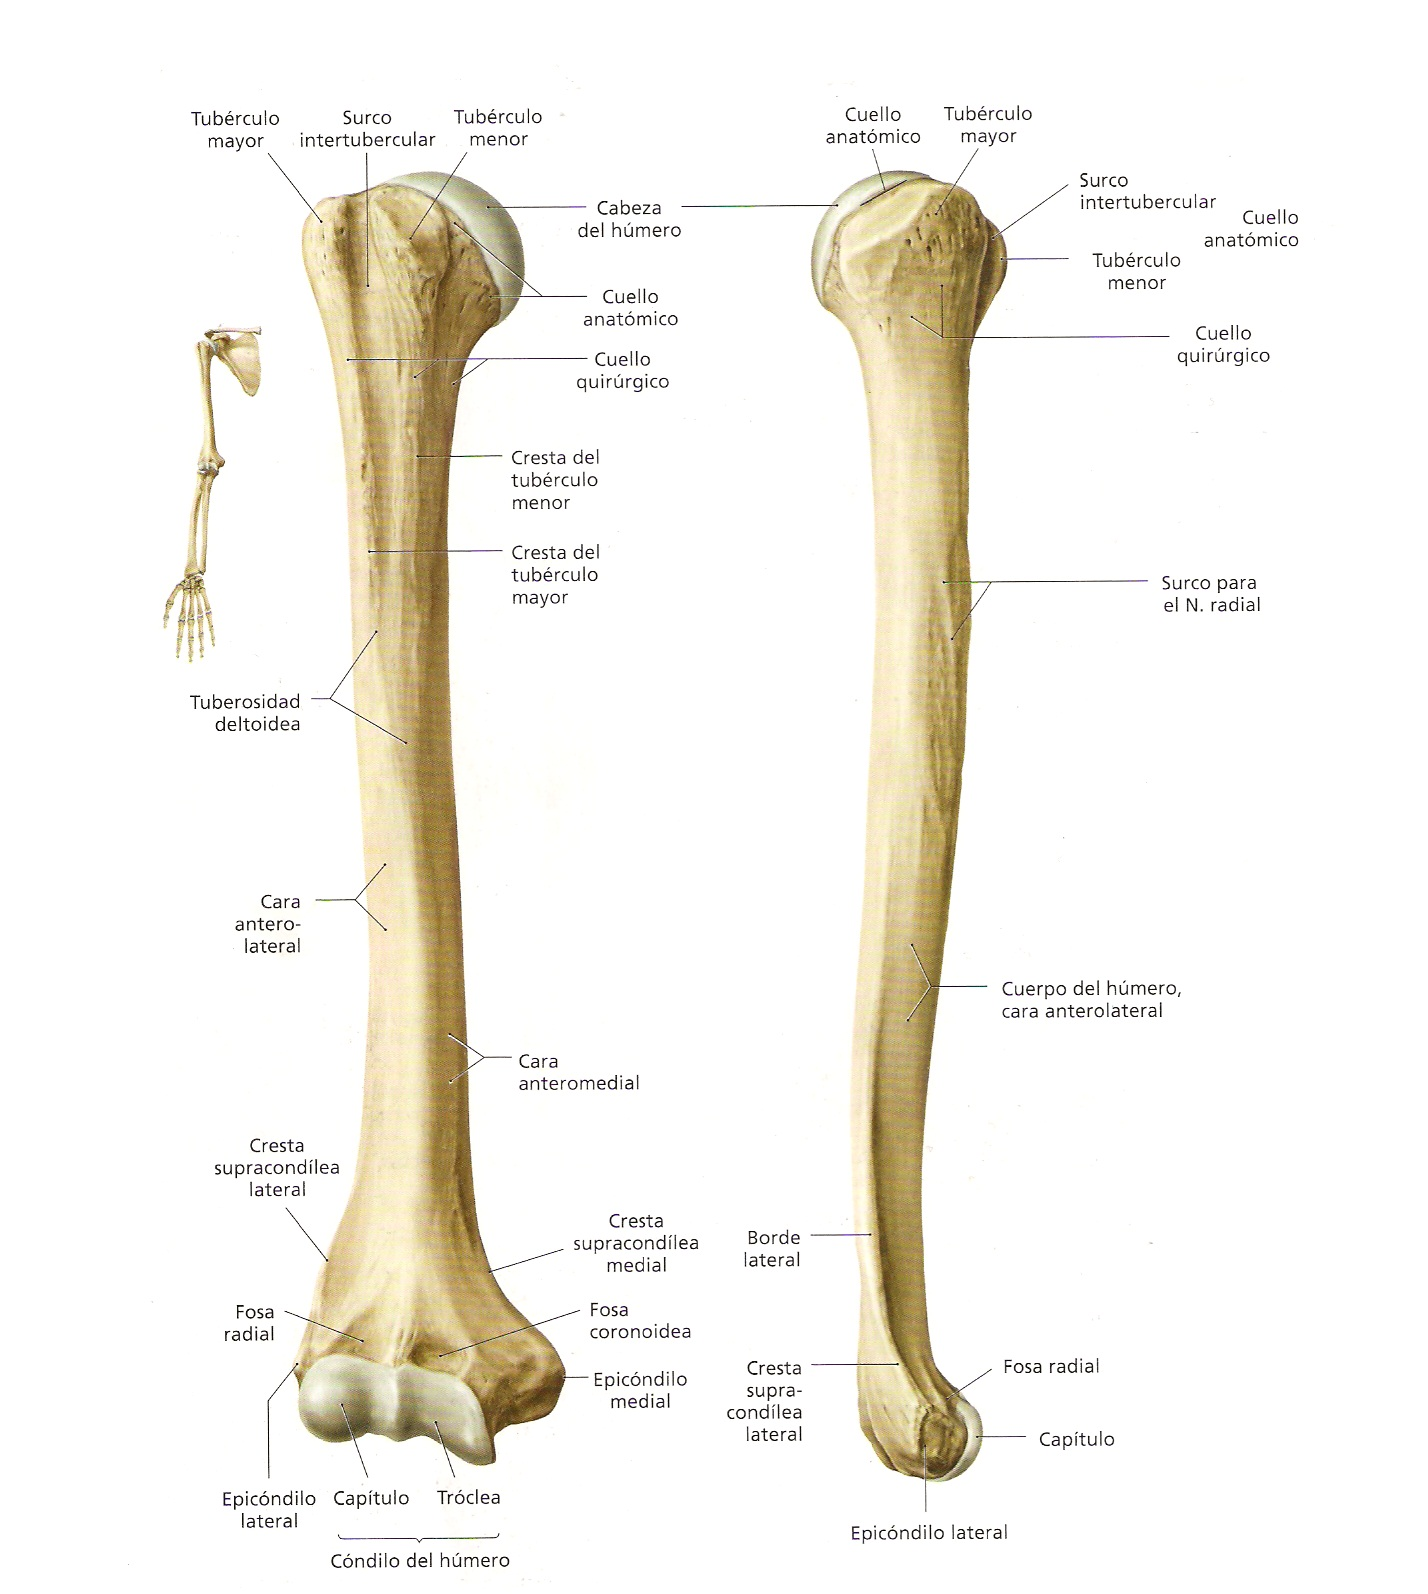 Tubérculo
mayor
Surco
intertubercular
Tubérculo
menor
Cabeza
del húmero
Cuello
anatómico
Cuello
quirúrgico
Cresta del
tubérculo
menor
Cresta del
tubérculo
mayor
Tuberosidad
deltoidea
Cara
antero-
lateral
Cara
anteromedial
Cresta
supracondílea
lateral
Cresta
supracondílea
medial
Fosa
radial
Fosa
coronoidea
Epicóndilo
medial
Epicóndilo
lateral
Capítulo
Tróclea
Cóndilo del húmero
Cuello
anatómico
Tubérculo
mayor
Surco
intertubercular
Cuello
anatómico
Tubérculo
menor
Cuello
quirúrgico
Surco para
el N. radial
Cuerpo del húmero,
cara anterolateral
Borde
lateral
Cresta
supra-
condílea
lateral
Fosa radial
Capítulo
Epicóndilo lateral